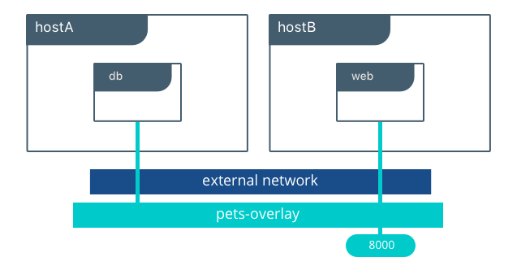 hostA
hostB
db
web
external network
pets-overlay
8000